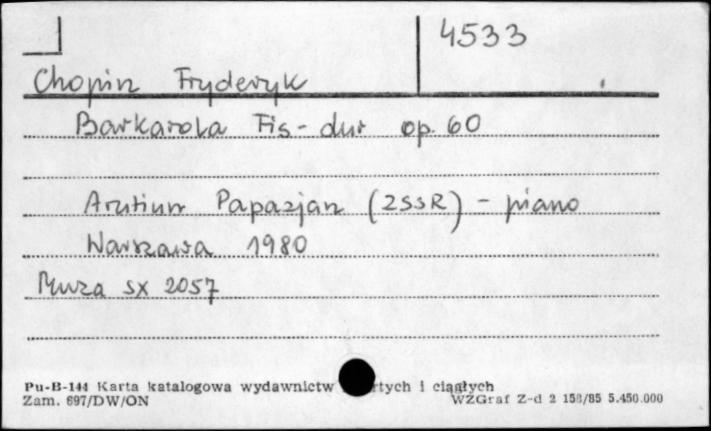 4533
Chopin Fryderyk
Barkarola Fis-dur op. 60
Arutiun Papazjan (ZSSR) - piano
Warszawa 1980
Muza sx 2057
Pu-B-144 Karta katalogowa wydawnictw i ciągłych
Zam. 697/DW/ON
WZGraf Z-d 2 158/85 5.450.000